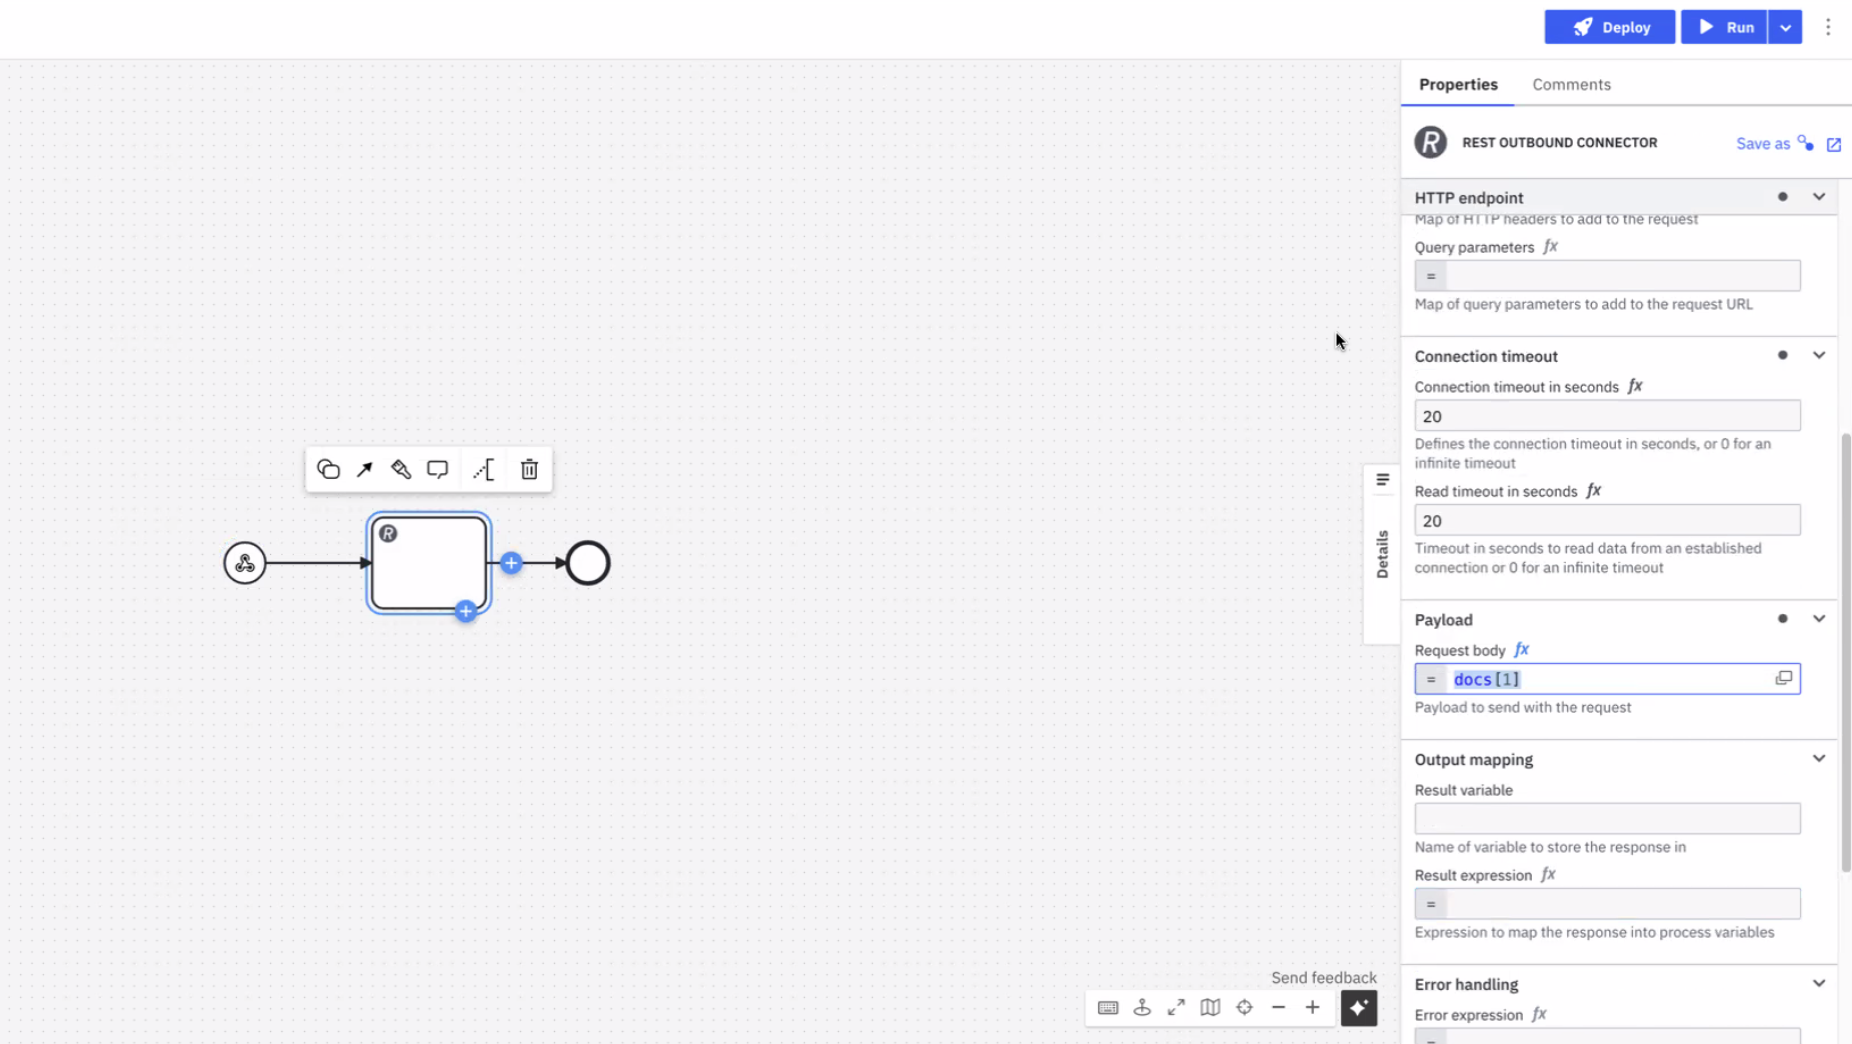 Deploy
Run
Properties
Comments
R
REST OUTBOUND CONNECTOR
Save as
HTTP endpoint
Map of HTTP headers to add to the request
Query parameters fx
=
Map of query parameters to add to the request URL
Connection timeout
Connection timeout in seconds fx
20
Defines the connection timeout in seconds, or 0 for an
infinite timeout
Read timeout in seconds fx
20
Timeout in seconds to read data from an established
connection or 0 for an infinite timeout
Payload
Request body fx
= docs[1]
Payload to send with the request
Output mapping
Result variable
Name of variable to store the response in
Result expression fx
=
Expression to map the response into process variables
Error handling
Error expression fx
=
R
Details
Send feedback